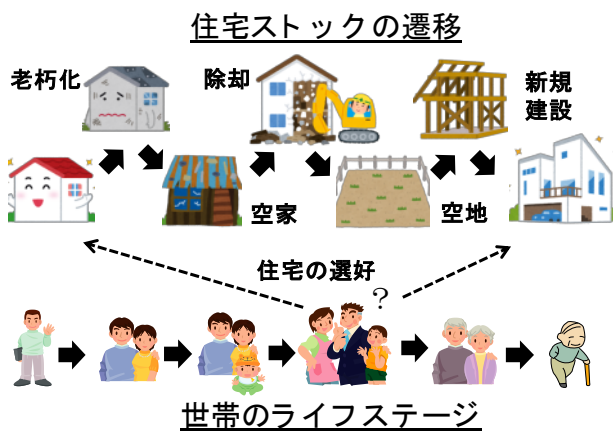 住宅ストックの遷移
老朽化
除却
新規
建設
空家
空地
住宅の選好
?
世帯のライフステージ